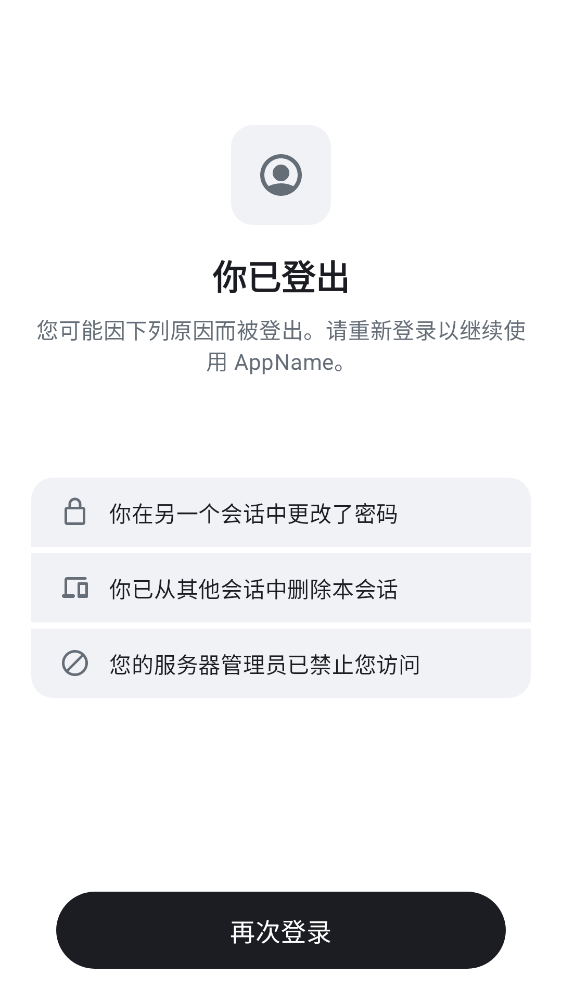 你已登出
您可能因下列原因而被登出。请重新登录以继续使
用 AppName。
你在另一个会话中更改了密码
你已从其他会话中删除本会话
您的服务器管理员已禁止您访问
再次登录